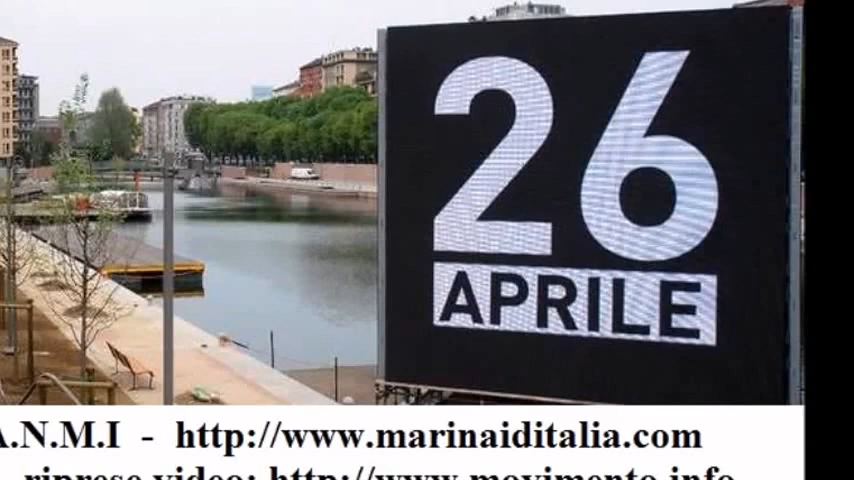 26
APRILE
A.N.M.I - http://www.marinaiditalia.com
riprese video: http://www.movimento.info